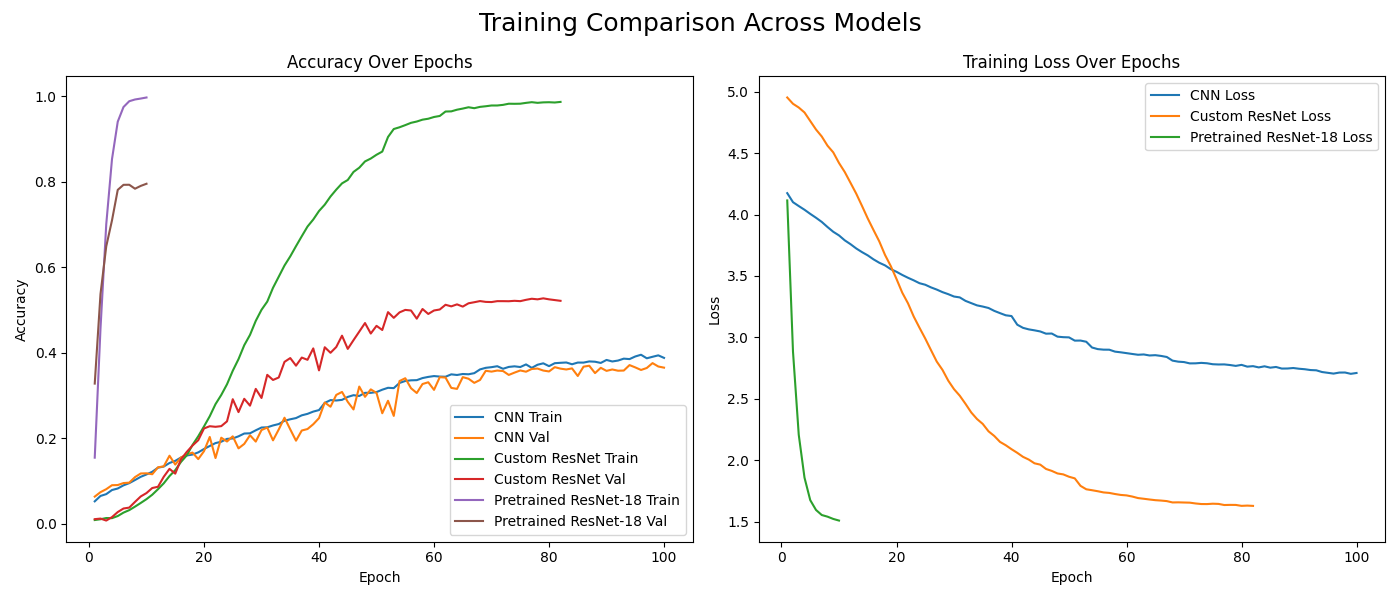 Training Comparison Across Models
Accuracy Over Epochs
1.0
0.8
0.6
0.4
0.2
0.0
Accuracy
0
20
40
60
80
100
Epoch
CNN Train
CNN Val
Custom ResNet Train
Custom ResNet Val
Pretrained ResNet-18 Train
Pretrained ResNet-18 Val
Training Loss Over Epochs
5.0
4.5
4.0
3.5
3.0
2.5
2.0
1.5
Loss
0
20
40
60
80
100
Epoch
CNN Loss
Custom ResNet Loss
Pretrained ResNet-18 Loss